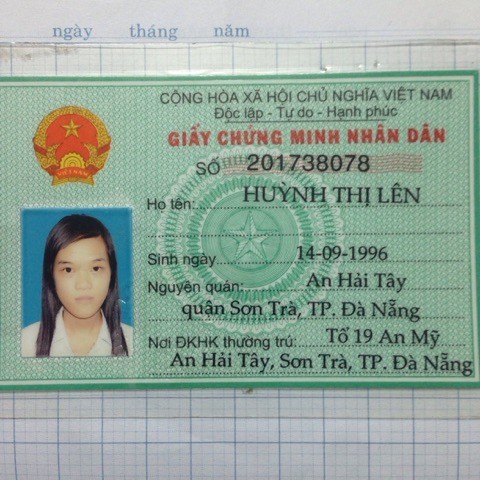 ngày tháng năm
CỘNG HÒA XÃ HỘI CHỦ NGHĨA VIỆT NAM
Độc lập - Tự do - Hạnh phúc
GIẤY CHỨNG MINH NHÂN DÂN
SỐ 201738078
Họ tên: HUỲNH THỊ LÊN
Sinh ngày 14-09-1996
Nguyên quán: An Hải Tây
quận Sơn Trà, TP. Đà Nẵng
Nơi ĐKHK thường trú: Tổ 19 An Mỹ
An Hải Tây, Sơn Trà, TP. Đà Nẵng
VIỆT NAM